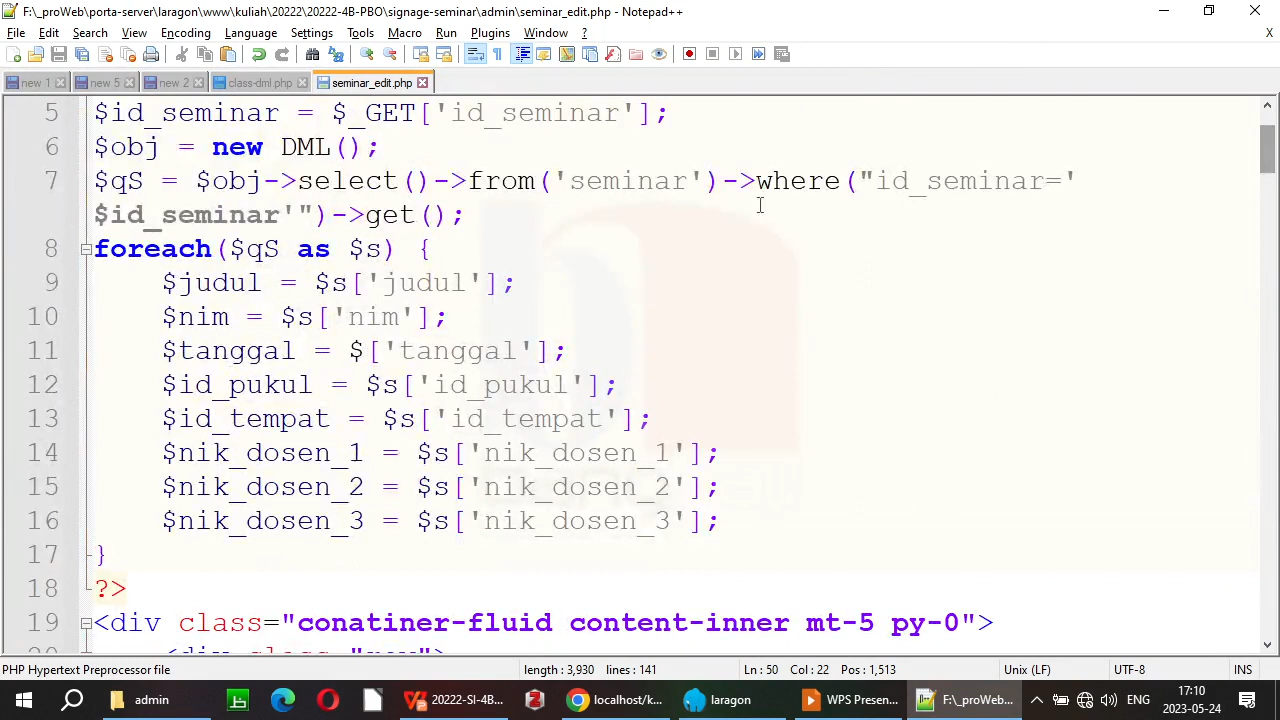 F:\_proWeb\porta-server\laragon\www\kuliah\20222\20222-4B-PBO\signage-seminar\admin\seminar_edit.php - Notepad++
File Edit Search View Encoding Language Settings Tools Macro Run Plugins Window ? X
new 1 new 5 new 2 class-dml.php seminar_edit.php
5 $id_seminar = $_GET['id_seminar'];
6 $obj = new DML();
7 $qS = $obj->select()->from('seminar')->where("id_seminar='
$id_seminar'")->get();
8 foreach($qS as $s) {
9 $judul = $s['judul'];
10 $nim = $s['nim'];
11 $tanggal = $['tanggal'];
12 $id_pukul = $s['id_pukul'];
13 $id_tempat = $s['id_tempat'];
14 $nik_dosen_1 = $s['nik_dosen_1'];
15 $nik_dosen_2 = $s['nik_dosen_2'];
16 $nik_dosen_3 = $s['nik_dosen_3'];
17 }
18 ?>
19 <div class="conatiner-fluid content-inner mt-5 py-0">
PHP Hypertext Preprocessor file length : 3,930 lines : 141 Ln : 50 Col : 22 Pos : 1,513 Unix (LF) UTF-8 INS
admin 20222-SI-4B... localhost/k... laragon WPS Presen... F:\_proWeb... ENG 17:10
2023-05-24